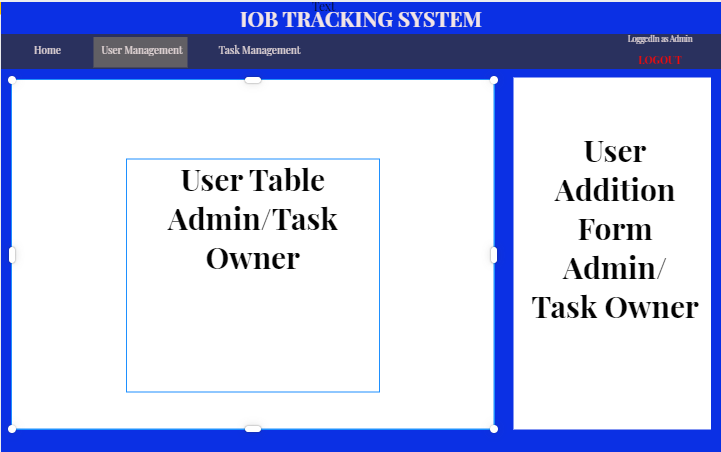 Text
JOB TRACKING SYSTEM
LoggedIn as Admin
Home User Management Task Management
LOGOUT
User Table
Admin/Task
Owner
User
Addition
Form
Admin/
Task Owner